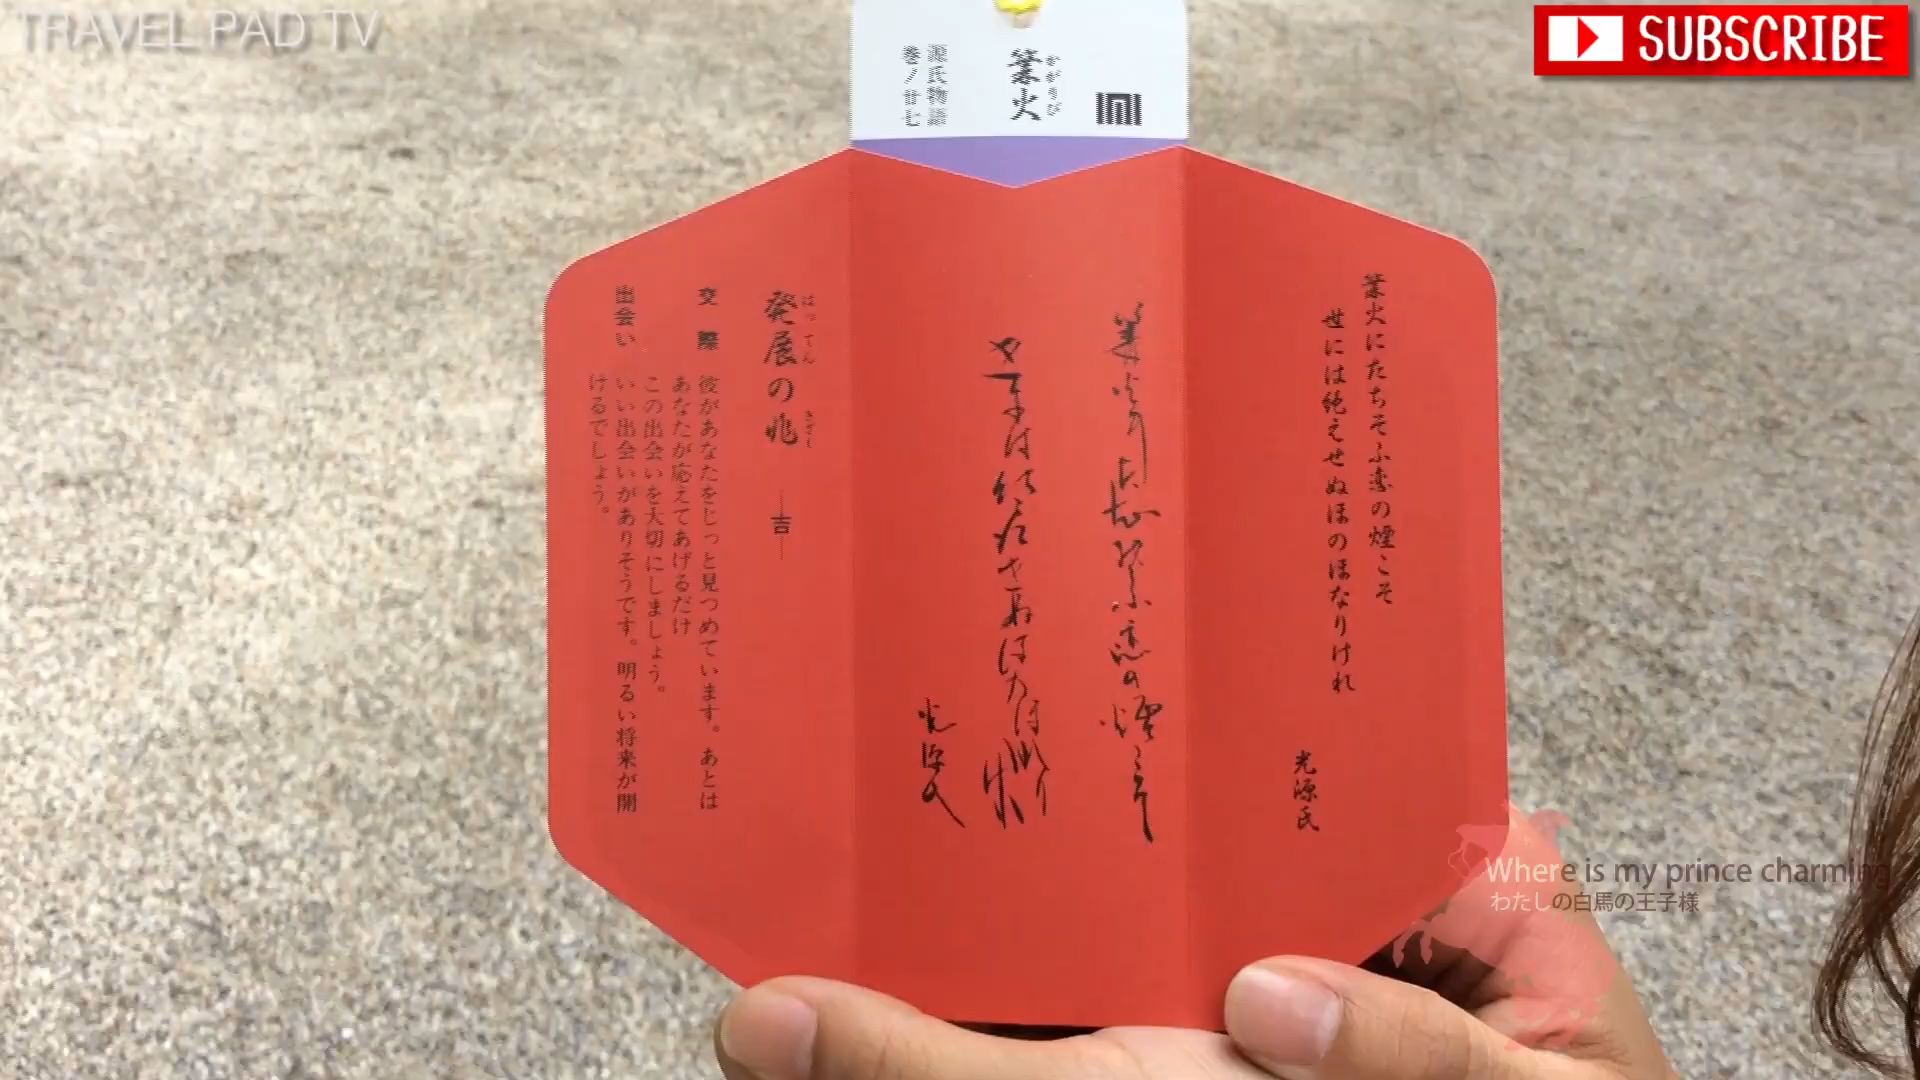 TRAVEL PAD TV
SUBSCRIBE
篝火
かがりび
源氏物語
巻ノ廿七
篝火にたちそふ恋の煙こそ
世には絶えせぬほのほなりけれ
光源氏
発展の兆
はってん
きざし
吉
交際
彼があなたをじっと見つめています。あとは
あなたが応えてあげるだけ
この出会いを大切にしましょう。
出会い
いい出会いがありそうです。明るい将来が開
けるでしょう。
Where is my prince charming
わたしの白馬の王子様